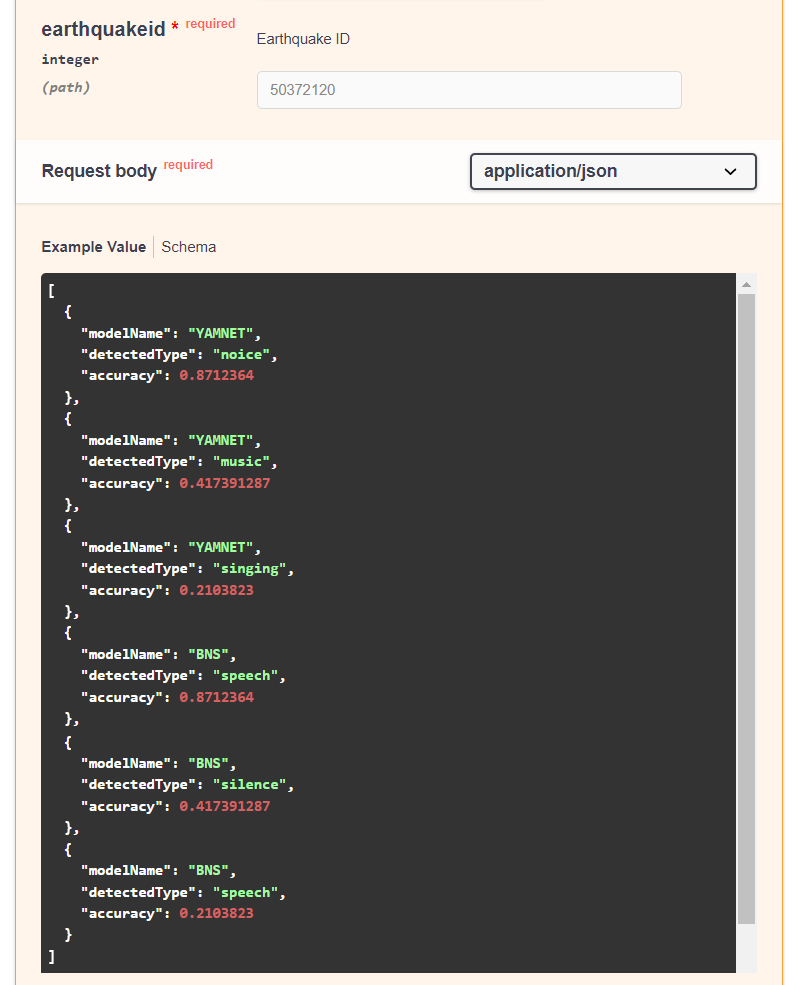 earthquakeid * required
integer
(path)
Earthquake ID
50372120
Request body required
application/json
Example Value
Schema
[
  {
    "modelName": "YAMNET",
    "detectedType": "noice",
    "accuracy": 0.8712364
  },
  {
    "modelName": "YAMNET",
    "detectedType": "music",
    "accuracy": 0.417391287
  },
  {
    "modelName": "YAMNET",
    "detectedType": "singing",
    "accuracy": 0.2103823
  },
  {
    "modelName": "BNS",
    "detectedType": "speech",
    "accuracy": 0.8712364
  },
  {
    "modelName": "BNS",
    "detectedType": "silence",
    "accuracy": 0.417391287
  },
  {
    "modelName": "BNS",
    "detectedType": "speech",
    "accuracy": 0.2103823
  }
]